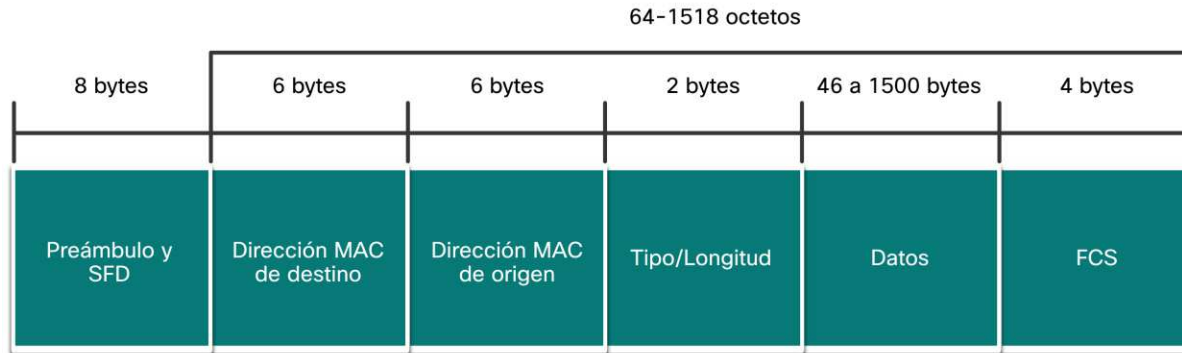 64-1518 octetos
8 bytes
6 bytes
6 bytes
2 bytes
46 a 1500 bytes
4 bytes
Preámbulo y
SFD
Dirección MAC
de destino
Dirección MAC
de origen
Tipo/Longitud
Datos
FCS